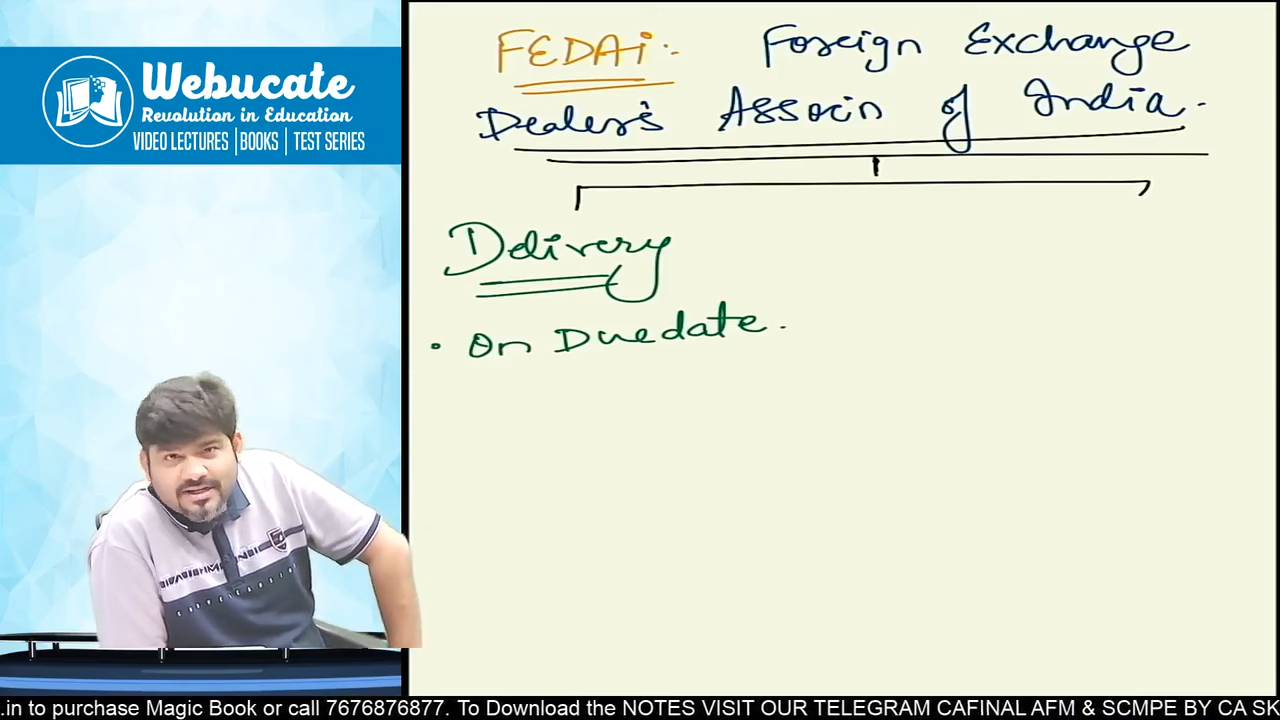 Webucate
Revolution in Education
VIDEO LECTURES | BOOKS | TEST SERIES
FEDAi:- Foreign Exchange
Dealer's Associn of India.
Delivery
• On Duedate.
.in to purchase Magic Book or call 7676876877. To Download the NOTES VISIT OUR TELEGRAM CAFINAL AFM & SCMPE BY CA SK